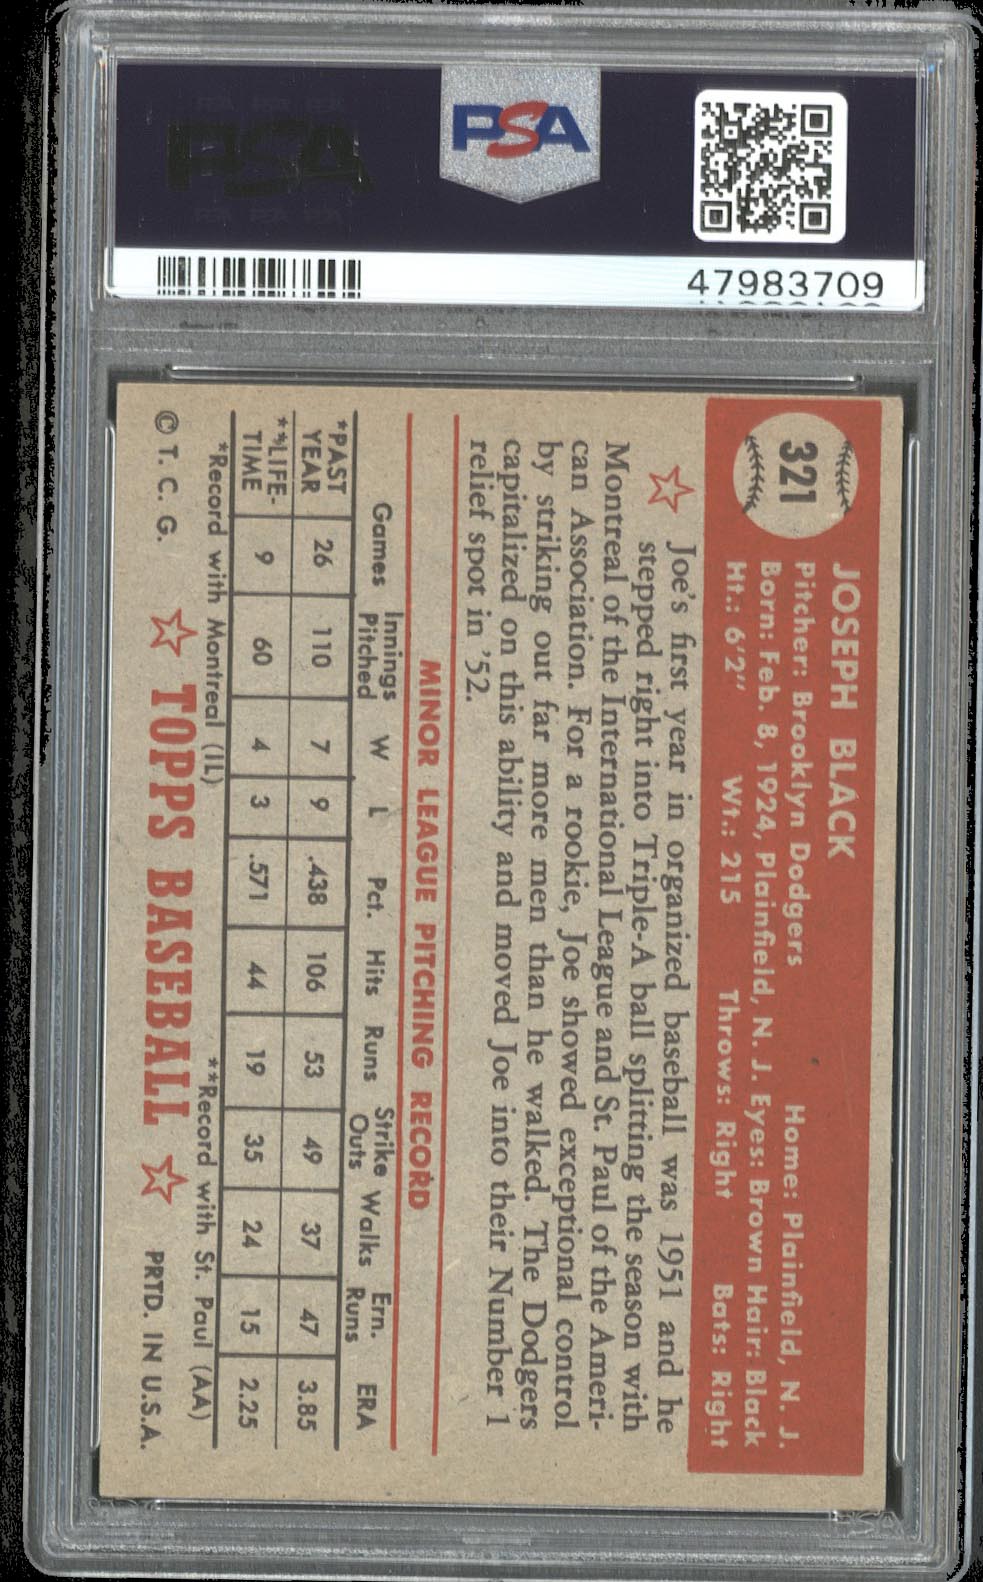 PSA
PSA
47983709
321
JOSEPH BLACK
Pitcher: Brooklyn Dodgers Home: Plainfield, N. J.
Born: Feb. 8, 1924, Plainfield, N. J. Eyes: Brown Hair: Black
Ht.: 6'2" Wt.: 215 Throws: Right Bats: Right
Joe's first year in organized baseball was 1951 and he
stepped right into Triple-A ball splitting the season with
Montreal of the International League and St. Paul of the Ameri-
can Association. For a rookie, Joe showed exceptional control
by striking out far more men than he walked. The Dodgers
capitalized on this ability and moved Joe into their Number 1
relief spot in '52.
MINOR LEAGUE PITCHING RECORD
Games Innings Pitched W L Pct. Hits Runs Strike Outs Walks Ern. Runs ERA
*PAST YEAR 26 110 7 9 .438 106 53 49 37 47 3.85
**LIFE-TIME 9 60 4 3 .571 44 19 35 24 15 2.25
*Record with Montreal (IL) **Record with St. Paul (AA)
© T. C. G. TOPPS BASEBALL PRTD. IN U.S.A.